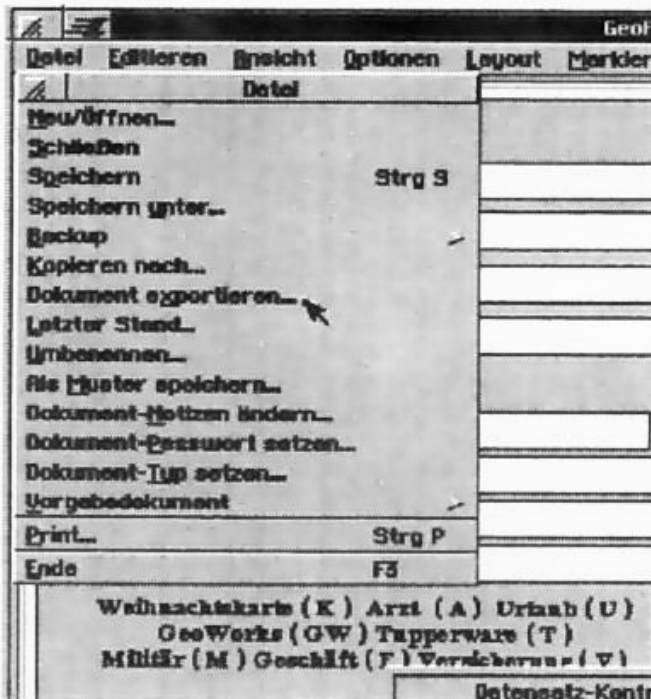 GeoF
Datei Editieren Ansicht Optionen Layout Markier
Datei
Neu/Öffnen...
Schließen
Speichern Strg S
Speichern unter...
Backup
Kopieren nach...
Dokument exportieren...
Letzter Stand...
Umbenennen...
Als Muster speichern...
Dokument-Notizen ändern...
Dokument-Passwort setzen...
Dokument-Typ setzen...
Vorgabedokument
Print... Strg P
Ende F3
Weihnachtskarte ( K ) Arzt ( A ) Urlaub ( U )
GeoWorks ( GW ) Tupperware ( T )
Militär ( M ) Geschäft ( F ) Versicherung ( V )
Datensatz-Kont